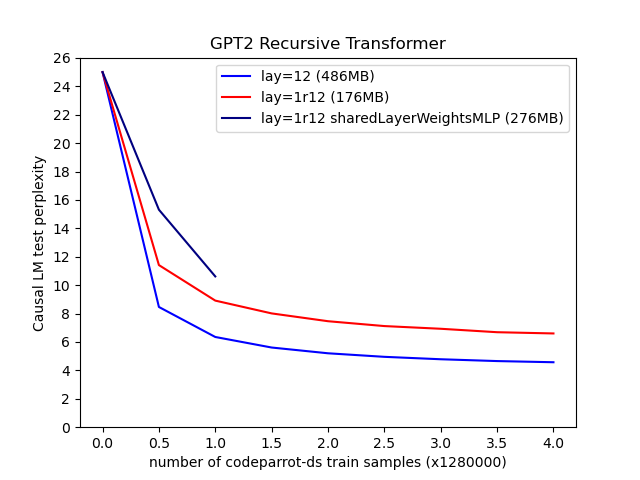 GPT2 Recursive Transformer
lay=12 (486MB)
lay=1r12 (176MB)
lay=1r12 sharedLayerWeightsMLP (276MB)
Causal LM test perplexity
26
24
22
20
18
16
14
12
10
8
6
4
2
0
0.0 0.5 1.0 1.5 2.0 2.5 3.0 3.5 4.0
number of codeparrot-ds train samples (x1280000)